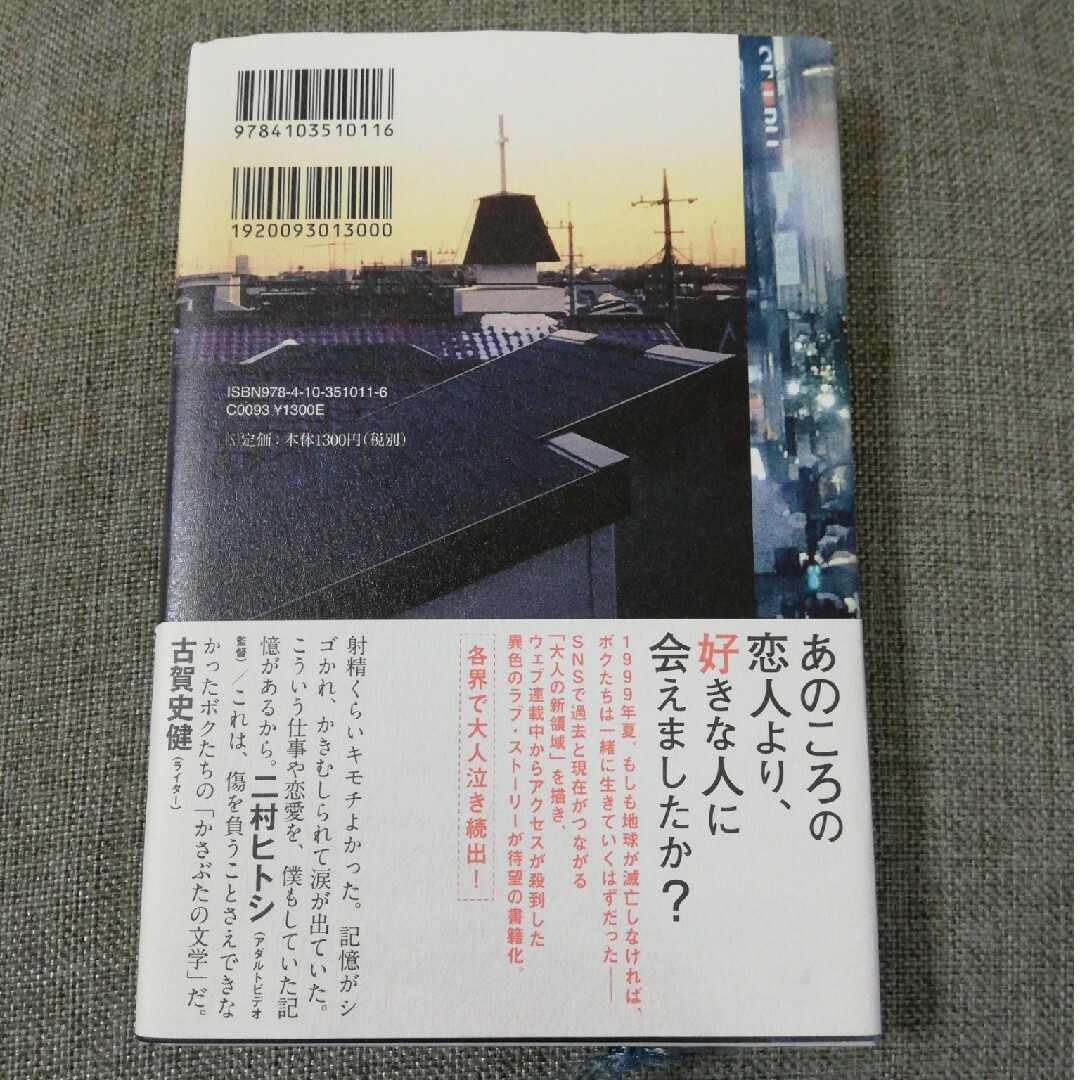 9784103510116
1920093013000
ISBN978-4-10-351011-6
C0093 ¥1300E
定価:本体1300円(税別)
あのころの
恋人より、
好きな人に
会えましたか?
1999年夏。もしも地球が滅亡しなければ、
ボクたちは一緒に生きていくはずだった——
SNSで過去と現在がつながる
「大人の新領域」を描き、
ウェブ連載中からアクセスが殺到した
異色のラブ・ストーリーが待望の書籍化。
各界で大人泣き続出!
射精くらいキモチよかった。記憶がシ
ゴかれ、かきむしられて涙が出ていた。
こういう仕事や恋愛を、僕もしていた記
憶があるから。二村ヒトシ(アダルトビデオ
監督)/これは、傷を負うことさえできな
かったボクたちの「かさぶたの文学」だ。
古賀史健(ライター)